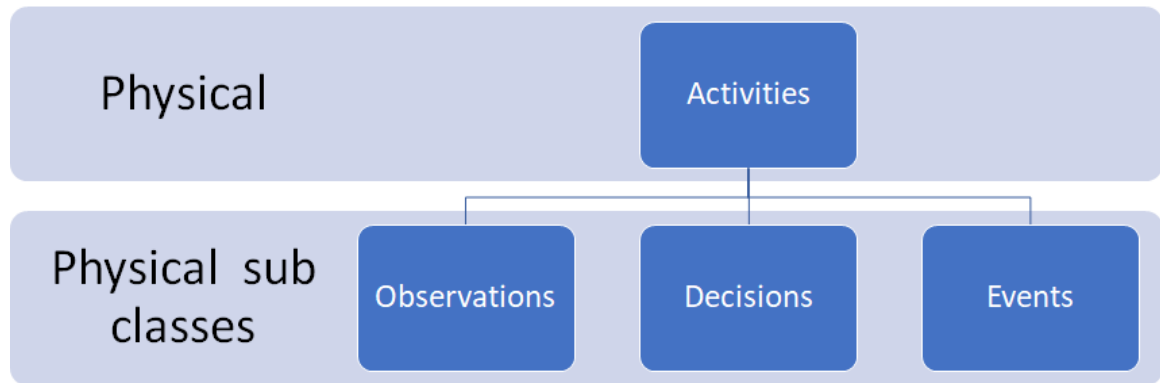 Physical
Activities
Physical sub
classes
Observations
Decisions
Events